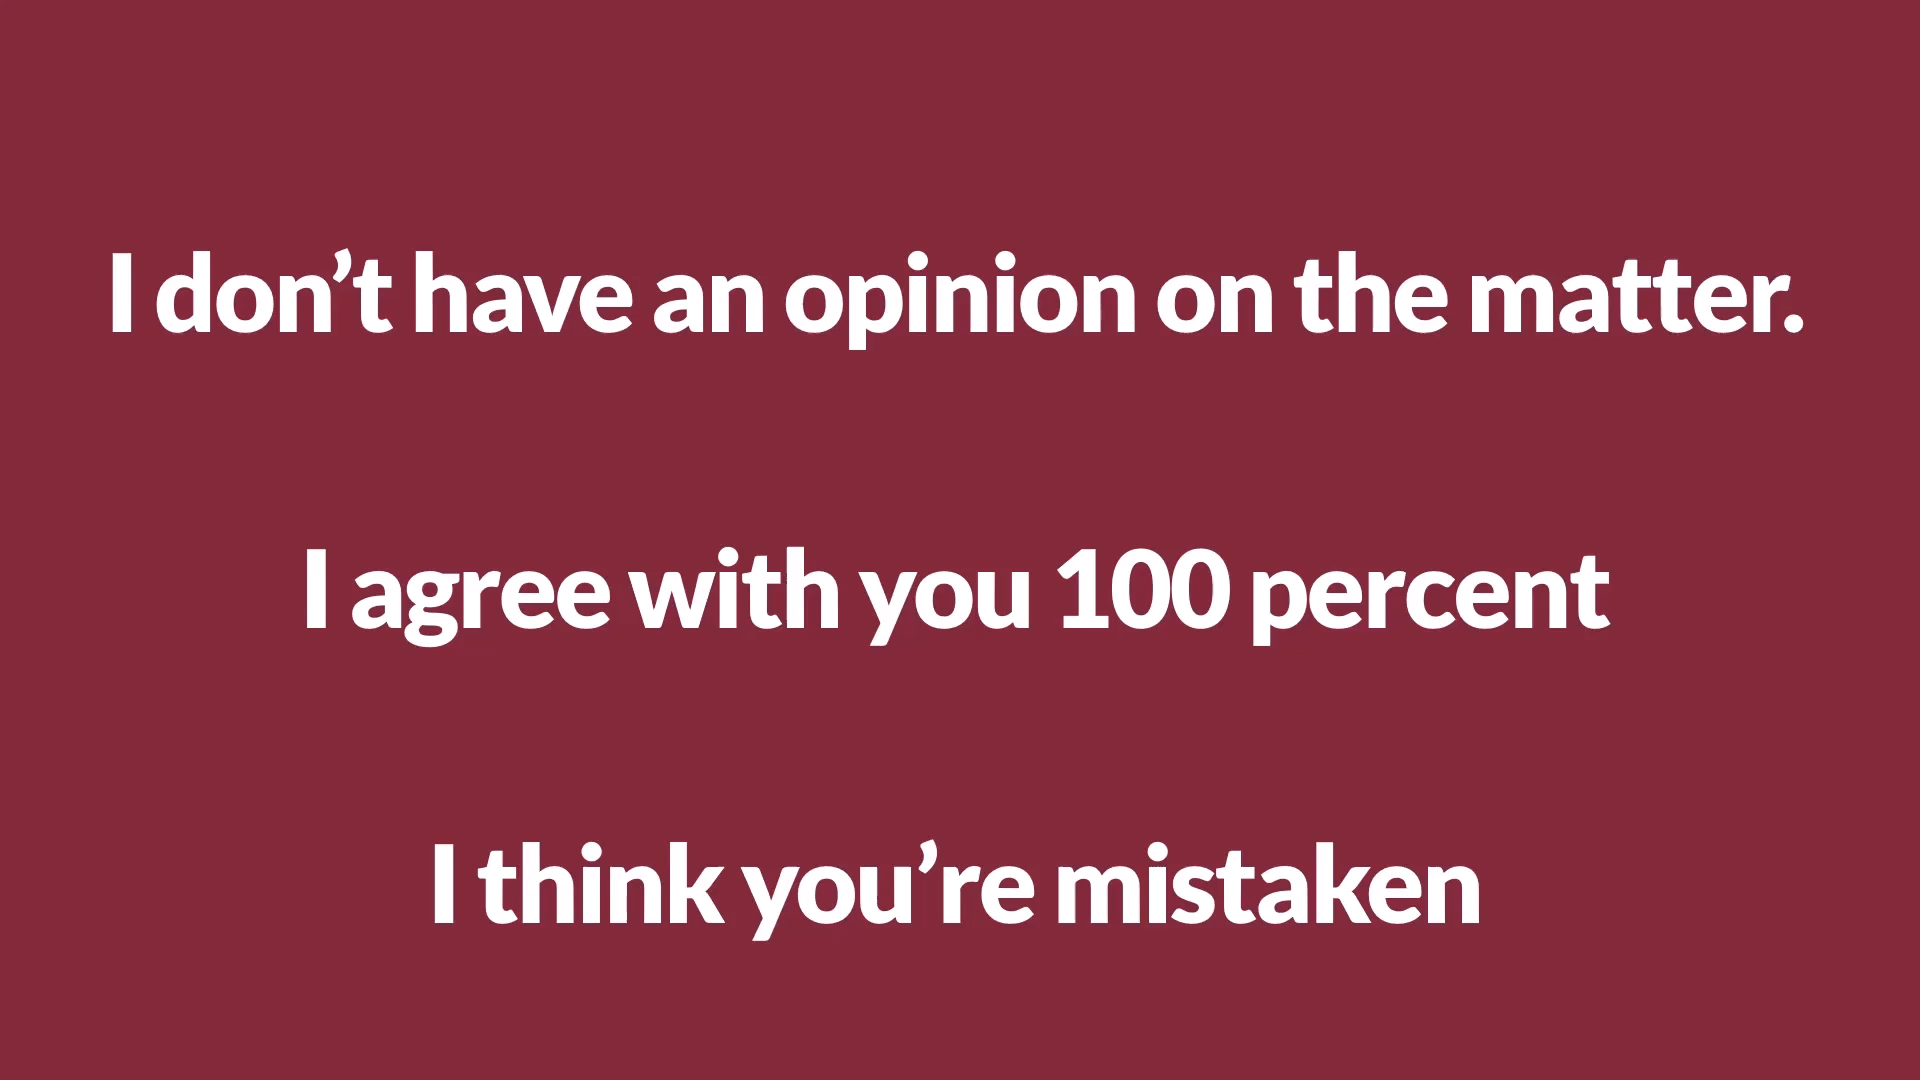 I don’t have an opinion on the matter.
I agree with you 100 percent
I think you’re mistaken